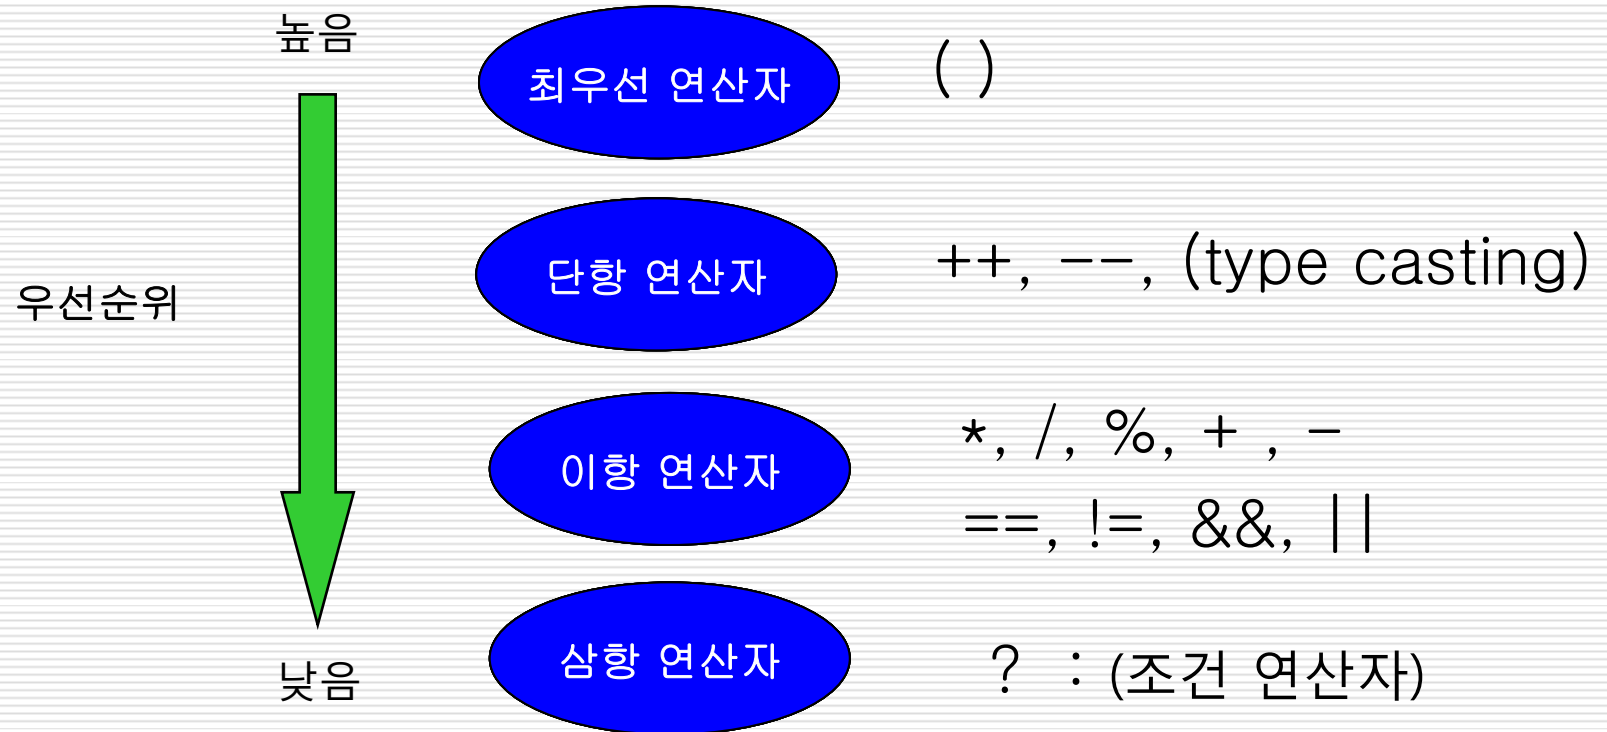 높음
최우선 연산자
( )
단항 연산자
++, --, (type casting)
우선순위
이항 연산자
*, /, %, + , -
==, !=, &&, ||
삼항 연산자
? : (조건 연산자)
낮음